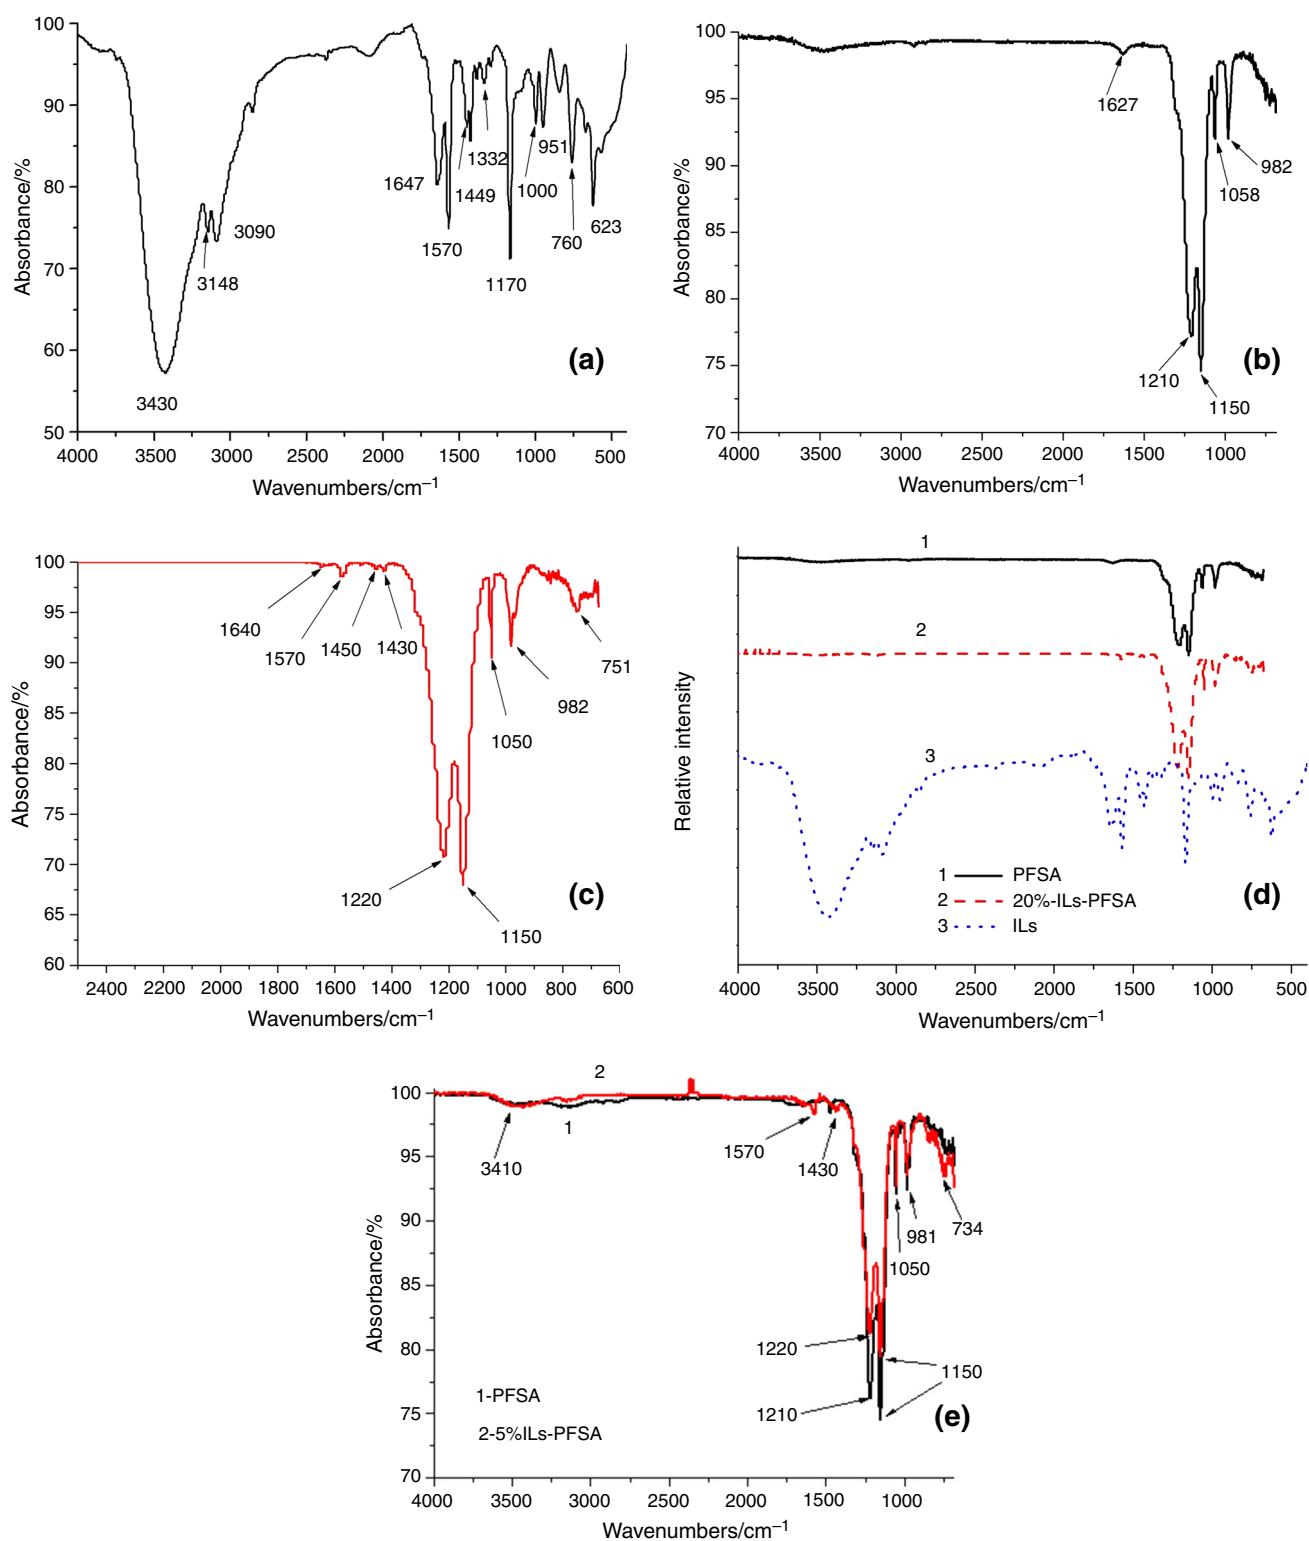 100
90
80
70
60
50
Absorbance/%
3430
3148
3090
1647
1570
1449
1332
1170
1000
951
760
623
(a)
4000 3500 3000 2500 2000 1500 1000 500
Wavenumbers/cm⁻¹
100
95
90
85
80
75
70
Absorbance/%
1627
1210
1150
1058
982
(b)
4000 3500 3000 2500 2000 1500 1000
Wavenumbers/cm⁻¹
100
95
90
85
80
75
70
65
60
Absorbance/%
1640
1570
1450
1430
1220
1150
1050
982
751
(c)
2400 2200 2000 1800 1600 1400 1200 1000 800 600
Wavenumbers/cm⁻¹
Relative intensity
1
2
3
1 PFSA
2 20%-ILs-PFSA
3 ILs
(d)
4000 3500 3000 2500 2000 1500 1000 500
Wavenumbers/cm⁻¹
100
95
90
85
80
75
70
Absorbance/%
2
1
3410
1570
1430
1220
1210
1150
1050
981
734
1-PFSA
2-5%ILs-PFSA
(e)
4000 3500 3000 2500 2000 1500 1000
Wavenumbers/cm⁻¹